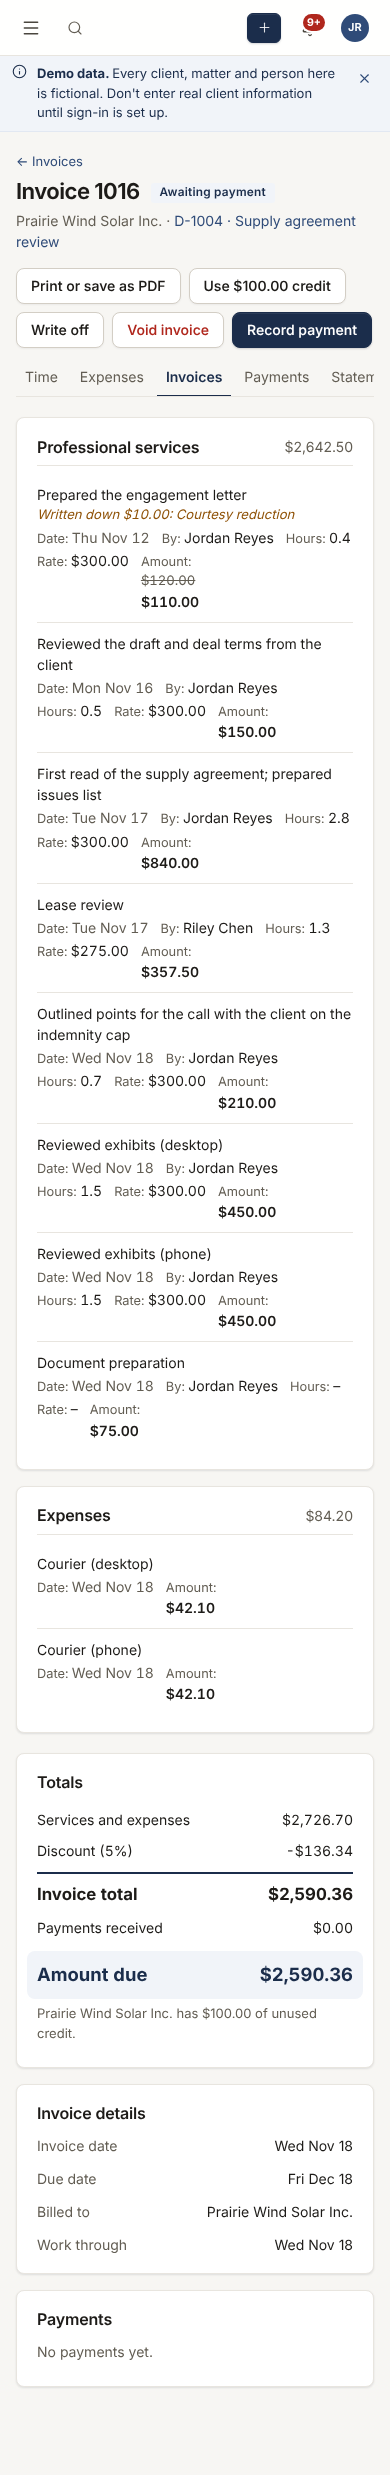 9+
JR
Demo data. Every client, matter and person here
is fictional. Don't enter real client information
until sign-in is set up.
← Invoices
Invoice 1016 Awaiting payment
Prairie Wind Solar Inc. · D-1004 · Supply agreement
review
Print or save as PDF Use $100.00 credit
Write off Void invoice Record payment
Time Expenses Invoices Payments Statem
Professional services $2,642.50
Prepared the engagement letter
Written down $10.00: Courtesy reduction
Date: Thu Nov 12 By: Jordan Reyes Hours: 0.4
Rate: $300.00 Amount:
$120.00
$110.00
Reviewed the draft and deal terms from the
client
Date: Mon Nov 16 By: Jordan Reyes
Hours: 0.5 Rate: $300.00 Amount:
$150.00
First read of the supply agreement; prepared
issues list
Date: Tue Nov 17 By: Jordan Reyes Hours: 2.8
Rate: $300.00 Amount:
$840.00
Lease review
Date: Tue Nov 17 By: Riley Chen Hours: 1.3
Rate: $275.00 Amount:
$357.50
Outlined points for the call with the client on the
indemnity cap
Date: Wed Nov 18 By: Jordan Reyes
Hours: 0.7 Rate: $300.00 Amount:
$210.00
Reviewed exhibits (desktop)
Date: Wed Nov 18 By: Jordan Reyes
Hours: 1.5 Rate: $300.00 Amount:
$450.00
Reviewed exhibits (phone)
Date: Wed Nov 18 By: Jordan Reyes
Hours: 1.5 Rate: $300.00 Amount:
$450.00
Document preparation
Date: Wed Nov 18 By: Jordan Reyes Hours: –
Rate: – Amount:
$75.00
Expenses $84.20
Courier (desktop)
Date: Wed Nov 18 Amount:
$42.10
Courier (phone)
Date: Wed Nov 18 Amount:
$42.10
Totals
Services and expenses $2,726.70
Discount (5%) -$136.34
Invoice total $2,590.36
Payments received $0.00
Amount due $2,590.36
Prairie Wind Solar Inc. has $100.00 of unused
credit.
Invoice details
Invoice date Wed Nov 18
Due date Fri Dec 18
Billed to Prairie Wind Solar Inc.
Work through Wed Nov 18
Payments
No payments yet.